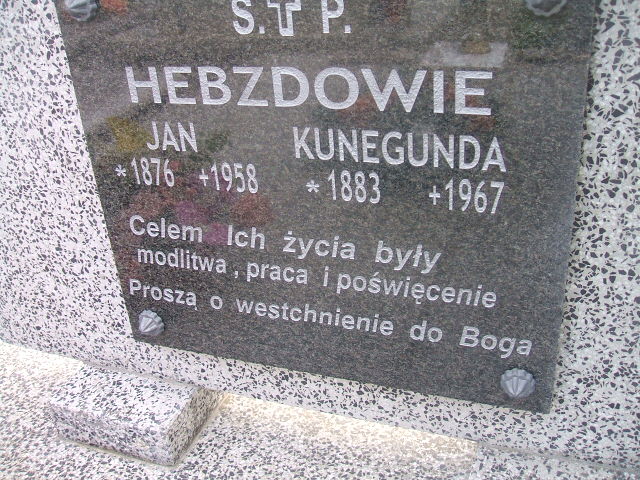 Ś. ✝ P.
HEBZDOWIE
JAN KUNEGUNDA
*1876 +1958 *1883 +1967
Celem Ich życia były
modlitwa, praca i poświęcenie
Proszą o westchnienie do Boga